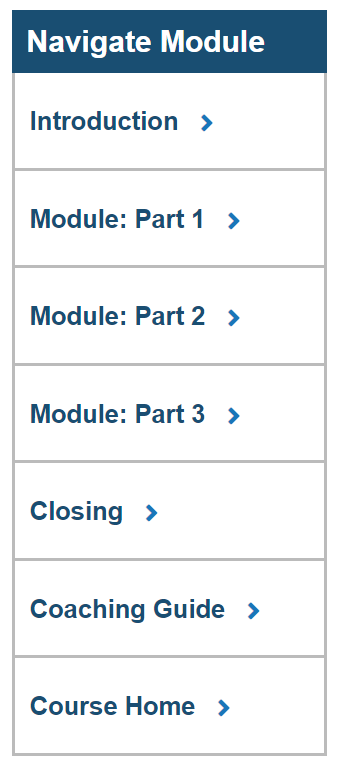 Navigate Module
Introduction
Module: Part 1
Module: Part 2
Module: Part 3
Closing
Coaching Guide
Course Home